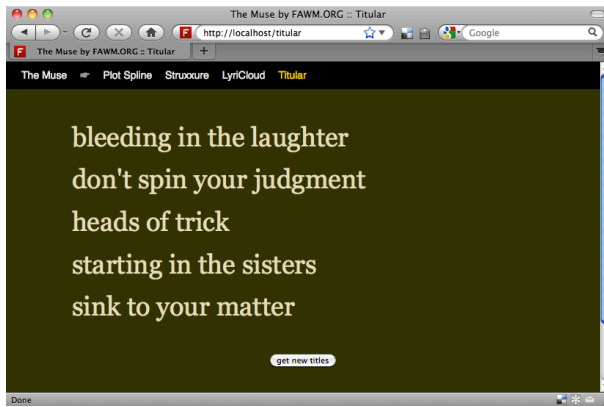 The Muse by FAWM.ORG :: Titular
http://localhost/titular
Google
The Muse by FAWM.ORG :: Titular
The Muse Plot Spline Struxxure LyriCloud Titular
bleeding in the laughter
don't spin your judgment
heads of trick
starting in the sisters
sink to your matter
get new titles
Done